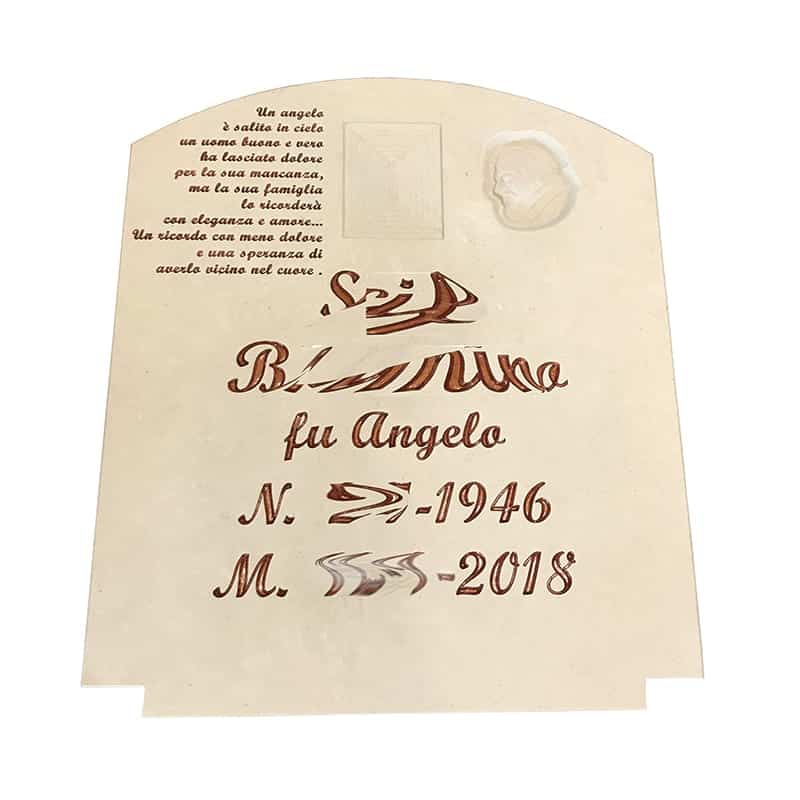 Un angelo
è salito in cielo
un uomo buono e vero
ha lasciato dolore
per la sua mancanza,
ma la sua famiglia
lo ricorderà
con eleganza e amore...
Un ricordo con meno dolore
e una speranza di
averlo vicino nel cuore .
fu Angelo
N. -1946
M. -2018